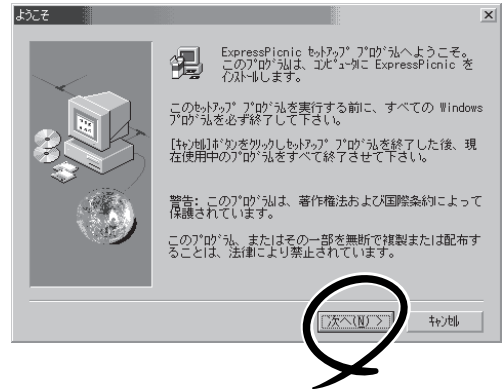 ようこそ
ExpressPicnic ｾｯﾄｱｯﾌﾟ ﾌﾟﾛｸﾞﾗﾑへようこそ。
このﾌﾟﾛｸﾞﾗﾑは、ｺﾝﾋﾟｭｰﾀに ExpressPicnic を
ｲﾝｽﾄｰﾙします。
このｾｯﾄｱｯﾌﾟ ﾌﾟﾛｸﾞﾗﾑを実行する前に、すべての Windows
ﾌﾟﾛｸﾞﾗﾑを必ず終了して下さい。
[ｷｬﾝｾﾙ]ﾎﾞﾀﾝをｸﾘｯｸしｾｯﾄｱｯﾌﾟ ﾌﾟﾛｸﾞﾗﾑを終了した後、現
在使用中のﾌﾟﾛｸﾞﾗﾑをすべて終了させて下さい。
警告: このﾌﾟﾛｸﾞﾗﾑは、著作権法および国際条約によって
保護されています。
このﾌﾟﾛｸﾞﾗﾑ、またはその一部を無断で複製または配布す
ることは、法律により禁止されています。
次へ(N) >
ｷｬﾝｾﾙ